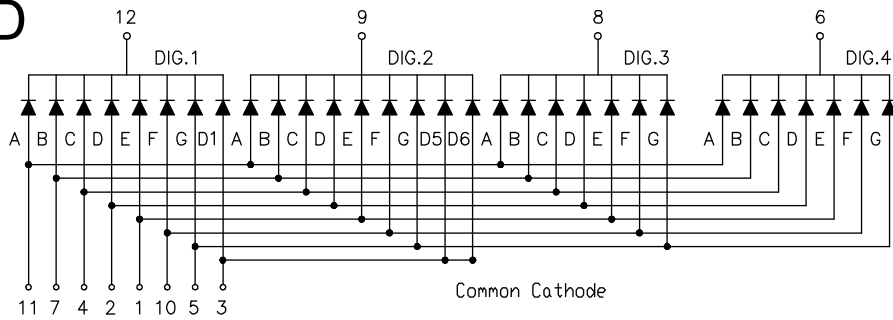 D
12 9 8 6
DIG.1 DIG.2 DIG.3 DIG.4
A B C D E F G D1 A B C D E F G D5 D6 A B C D E F G A B C D E F G
Common Cathode
11 7 4 2 1 10 5 3